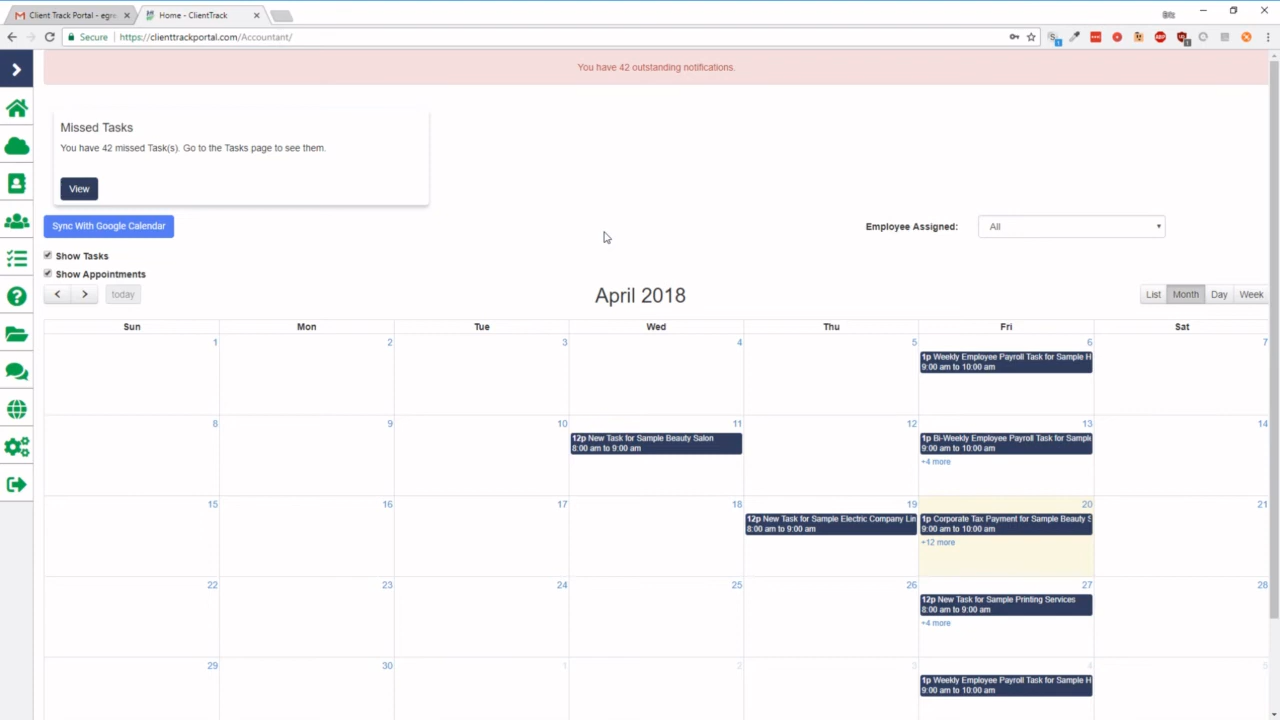 Client Track Portal - egre
Home - ClientTrack
Secure
https://clienttrackportal.com/Accountant/
You have 42 outstanding notifications.
Missed Tasks
You have 42 missed Task(s). Go to the Tasks page to see them.
View
Sync With Google Calendar
Employee Assigned:
All
Show Tasks
Show Appointments
today
April 2018
List Month Day Week
Sun Mon Tue Wed Thu Fri Sat
1 2 3 4 5 6 7
1p Weekly Employee Payroll Task for Sample H
9:00 am to 10:00 am
8 9 10 11 12 13 14
12p New Task for Sample Beauty Salon
8:00 am to 9:00 am
1p Bi-Weekly Employee Payroll Task for Sample
9:00 am to 10:00 am
+4 more
15 16 17 18 19 20 21
12p New Task for Sample Electric Company Lin
8:00 am to 9:00 am
1p Corporate Tax Payment for Sample Beauty S
9:00 am to 10:00 am
+12 more
22 23 24 25 26 27 28
12p New Task for Sample Printing Services
8:00 am to 9:00 am
+4 more
29 30 1 2 3 4 5
1p Weekly Employee Payroll Task for Sample H
9:00 am to 10:00 am